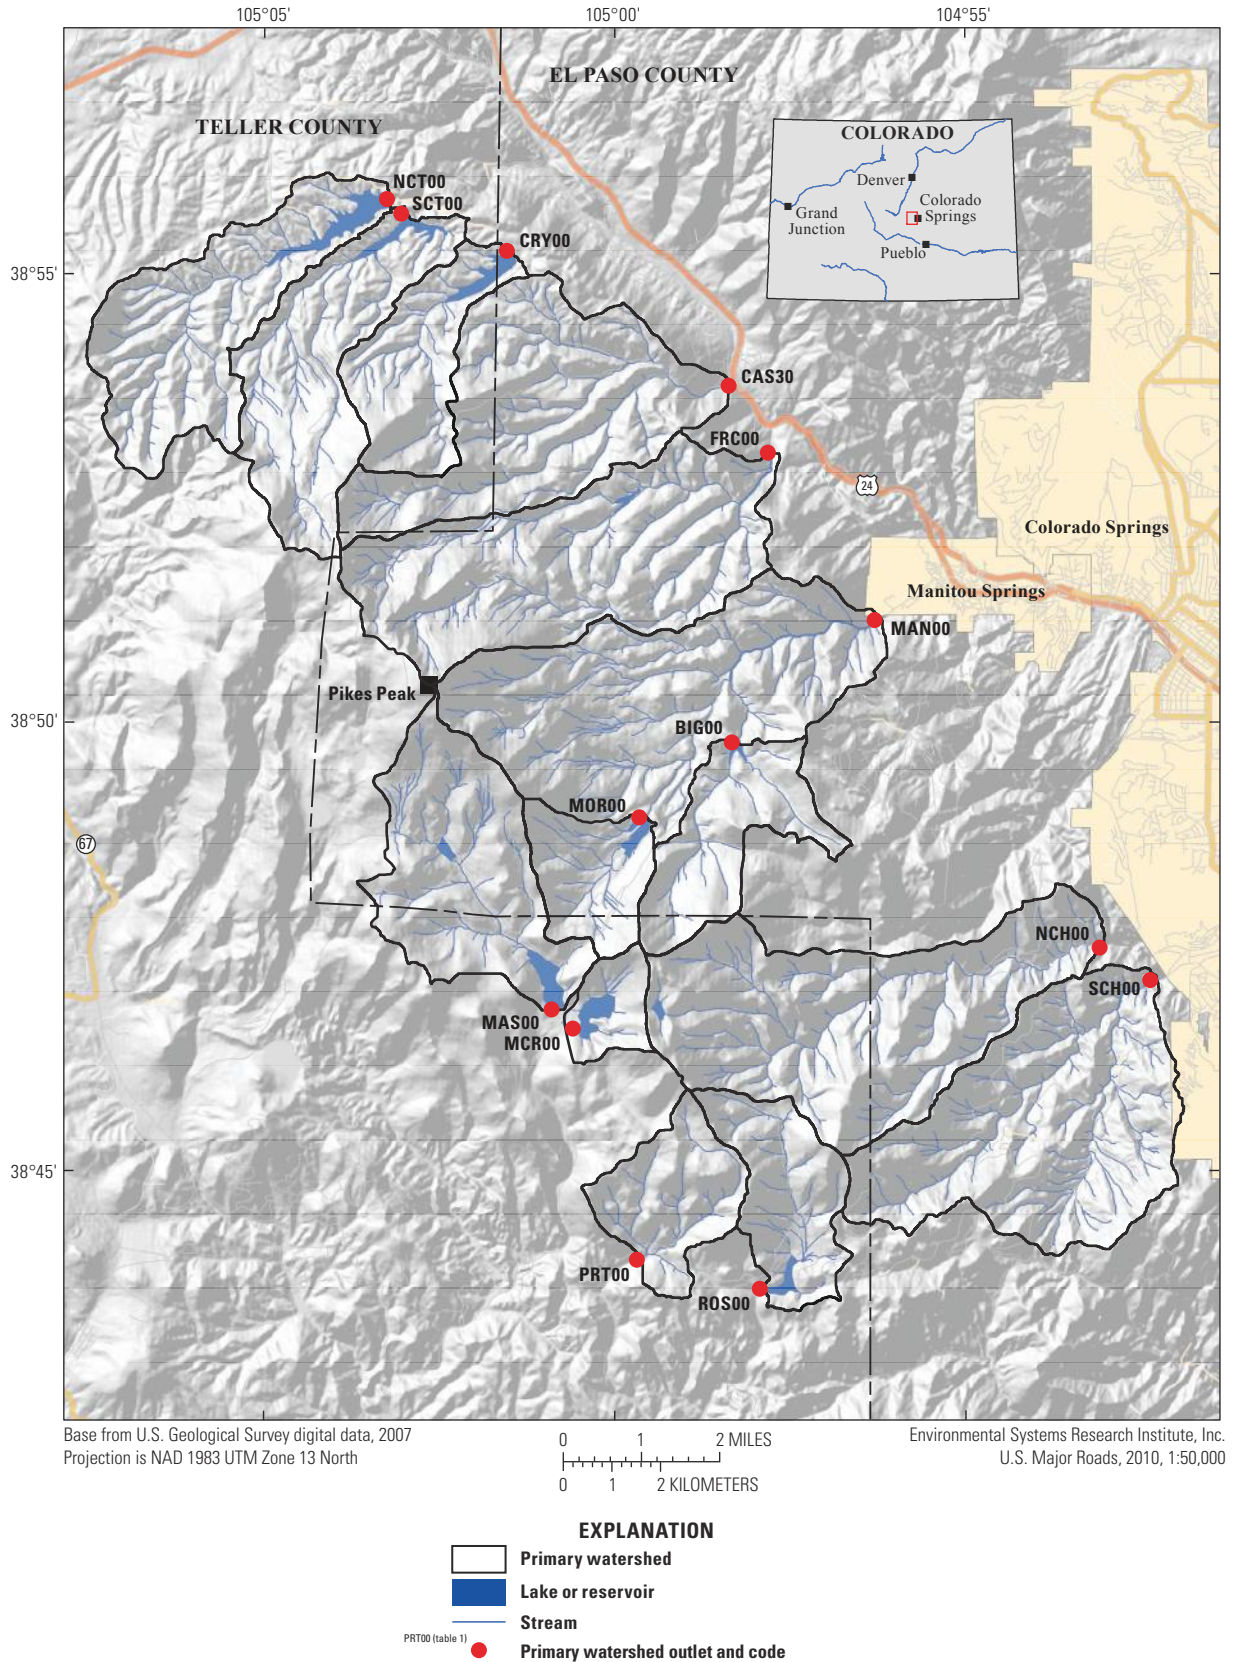 105°05'
105°00'
104°55'
EL PASO COUNTY
TELLER COUNTY
COLORADO
Denver
Colorado
Springs
Grand
Junction
Pueblo
NCT00
SCT00
CRY00
38°55'
CAS30
FRC00
24
Colorado Springs
Manitou Springs
MAN00
Pikes Peak
38°50'
BIG00
MOR00
67
NCH00
SCH00
MAS00
MCR00
38°45'
PRT00
ROS00
Base from U.S. Geological Survey digital data, 2007
Projection is NAD 1983 UTM Zone 13 North
0 1 2 MILES
0 1 2 KILOMETERS
Environmental Systems Research Institute, Inc.
U.S. Major Roads, 2010, 1:50,000
EXPLANATION
Primary watershed
Lake or reservoir
Stream
PRT00 (table 1)
Primary watershed outlet and code